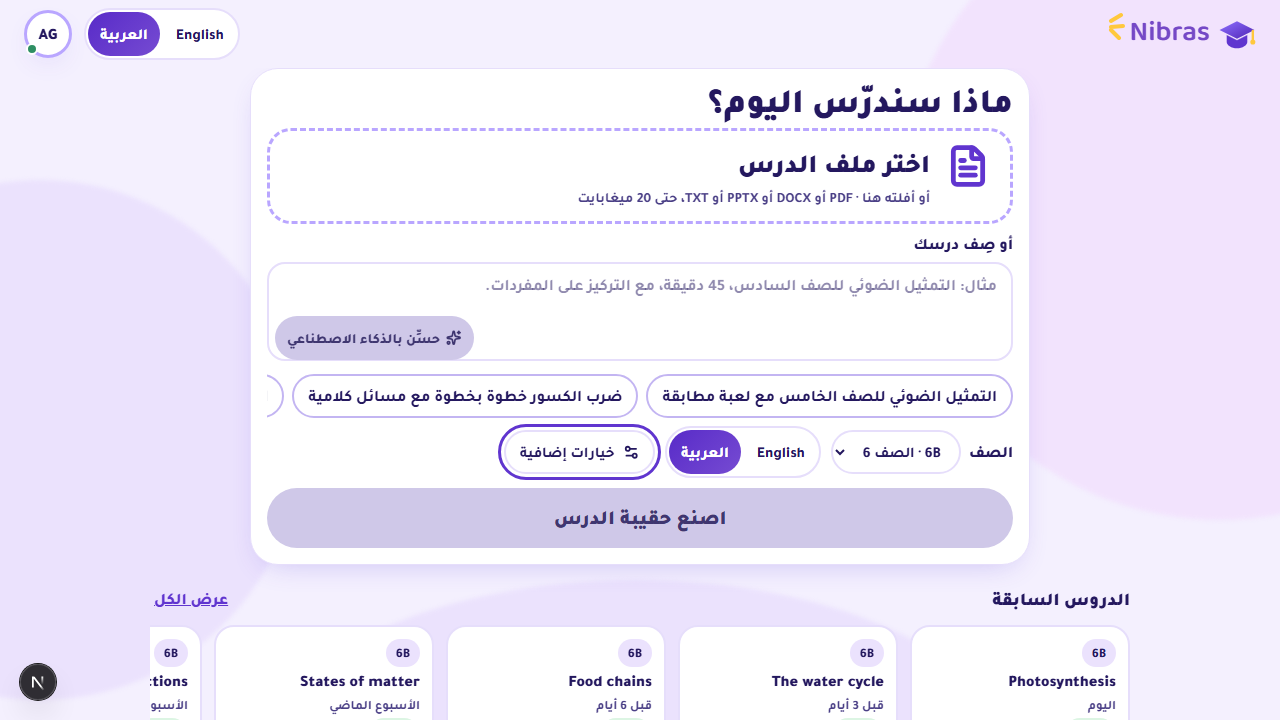 Nibras
English
العربية
AG
ماذا سندرّس اليوم؟
اختر ملف الدرس
أو أفلته هنا · PDF أو DOCX أو PPTX أو TXT، حتى 20 ميغابايت
أو صِف درسك
مثال: التمثيل الضوئي للصف السادس، 45 دقيقة، مع التركيز على المفردات.
حسِّن بالذكاء الاصطناعي
التمثيل الضوئي للصف الخامس مع لعبة مطابقة
ضرب الكسور خطوة بخطوة مع مسائل كلامية
الصف
6B · الصف 6
English
العربية
خيارات إضافية
اصنع حقيبة الدرس
الدروس السابقة
عرض الكل
6B
Photosynthesis
اليوم
6B
The water cycle
قبل 3 أيام
6B
Food chains
قبل 6 أيام
6B
States of matter
الأسبوع الماضي
6B
N